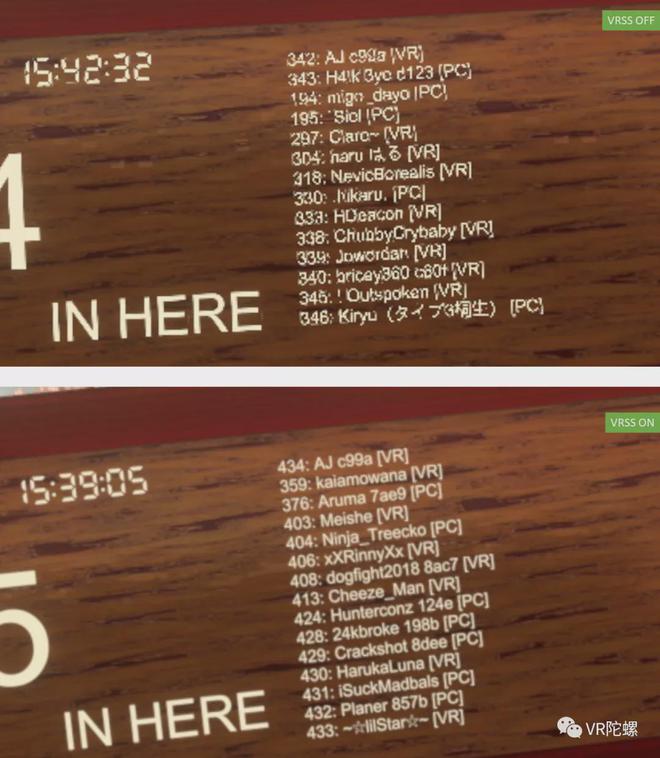 VRSS OFF
15:42:32
342: AJ c99a [VR]
343: [PC]
194: migo_dayo [PC]
195: [PC]
297: Claro~ [VR]
304: haru はる [VR]
318: NevicBorealis [VR]
330: .hikaru. [PC]
333: HDeacon [VR]
338: ChubbyCrybaby [VR]
339: Jowordan [VR]
340: bricey360 c80f [VR]
345: ! Outspoken [VR]
346: Kiryu (タイプ3桐生) [PC]
4
IN HERE
VRSS ON
15:39:05
434: AJ c99a [VR]
359: kaiamowana [VR]
376: Aruma 7ae9 [PC]
403: Meishe [VR]
404: Ninja_Treecko [PC]
406: xXRinnyXx [VR]
408: dogfight2018 8ac7 [VR]
413: Cheeze_Man [VR]
424: Hunterconz 124e [PC]
428: 24kbroke 198b [PC]
429: Crackshot 8dee [PC]
430: HarukaLuna [VR]
431: iSuckMadbals [PC]
432: Planer 857b [PC]
433: ~☆lilStar☆~ [VR]
5
IN HERE
VR陀螺